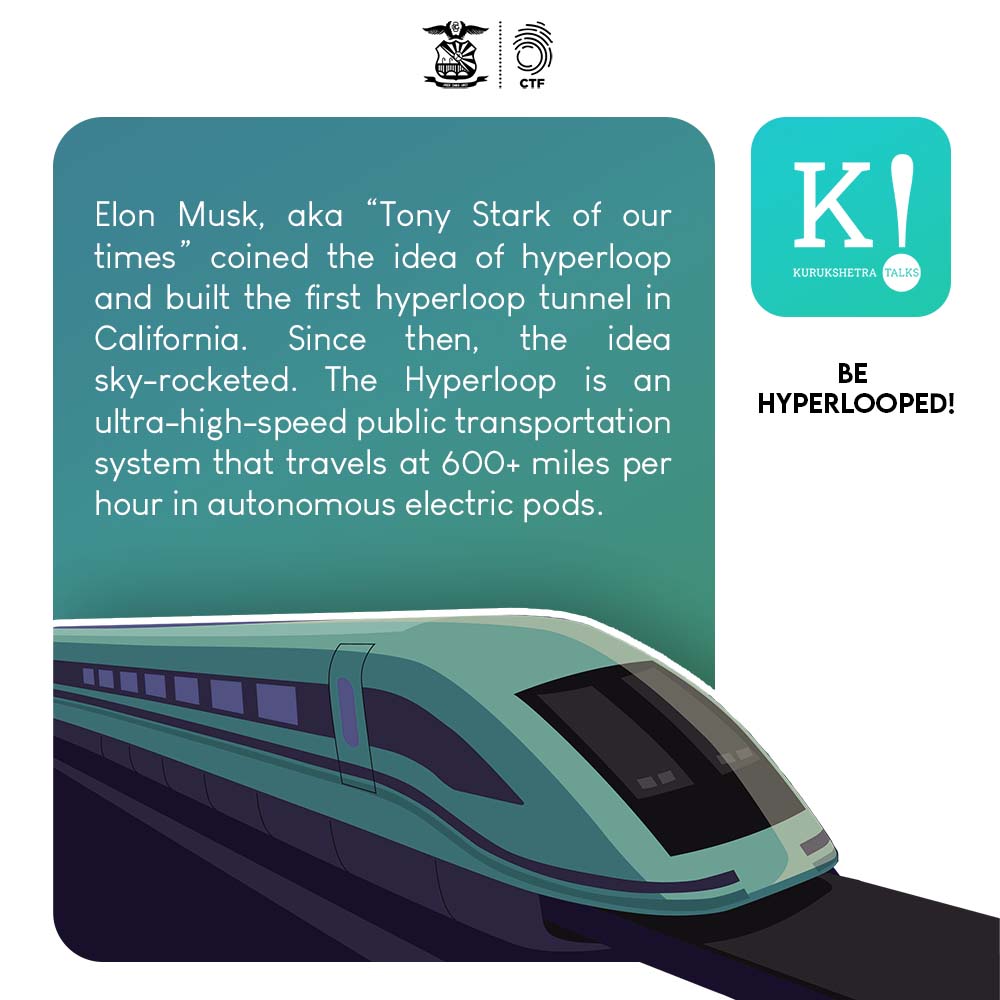 CTF
Elon Musk, aka “Tony Stark of our
times” coined the idea of hyperloop
and built the first hyperloop tunnel in
California. Since then, the idea
sky-rocketed. The Hyperloop is an
ultra-high-speed public transportation
system that travels at 600+ miles per
hour in autonomous electric pods.
K!
KURUKSHETRA TALKS
BE
HYPERLOOPED!